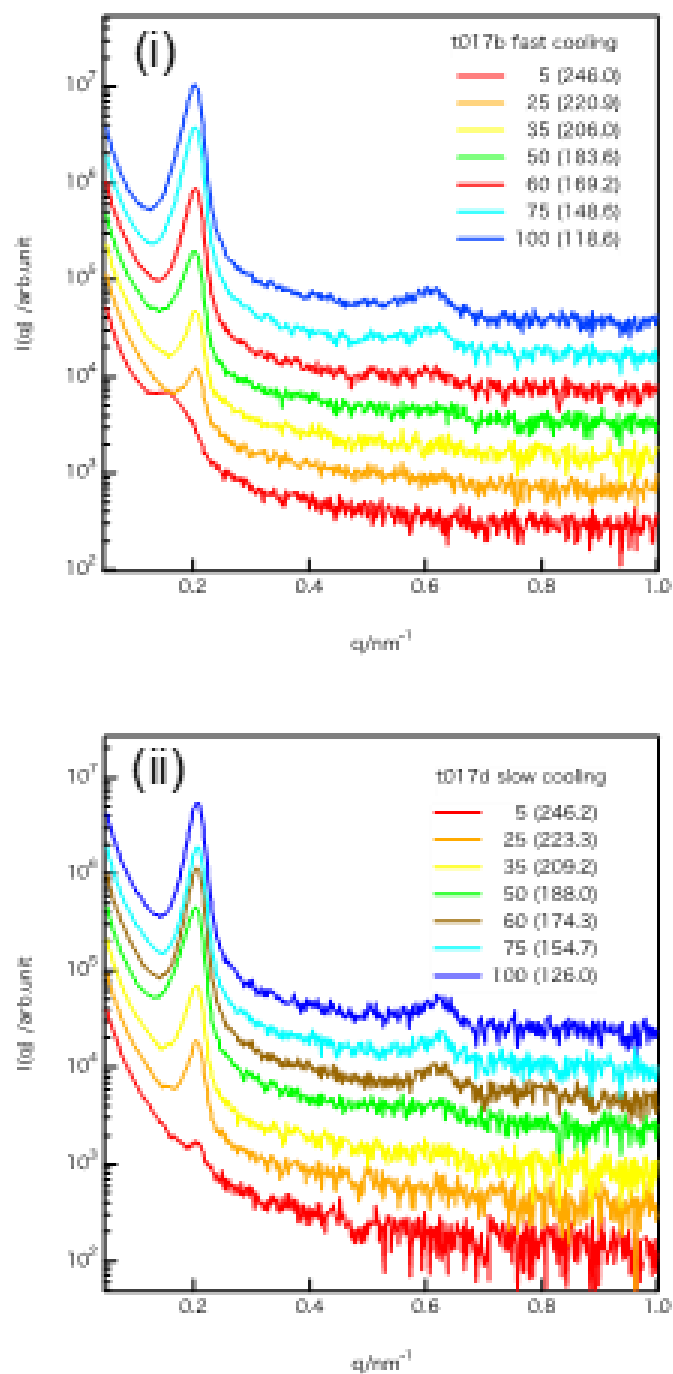 (i)
t017b fast cooling
5 (246.0)
25 (220.9)
35 (206.0)
50 (183.6)
60 (169.2)
75 (148.6)
100 (118.6)
I(q) /arb.unit
10⁷
10⁶
10⁵
10⁴
10³
10²
0.2 0.4 0.6 0.8 1.0
q/nm⁻¹
(ii)
t017d slow cooling
5 (246.2)
25 (223.3)
35 (209.2)
50 (188.0)
60 (174.3)
75 (154.7)
100 (126.0)
I(q) /arb.unit
10⁷
10⁶
10⁵
10⁴
10³
10²
0.2 0.4 0.6 0.8 1.0
q/nm⁻¹